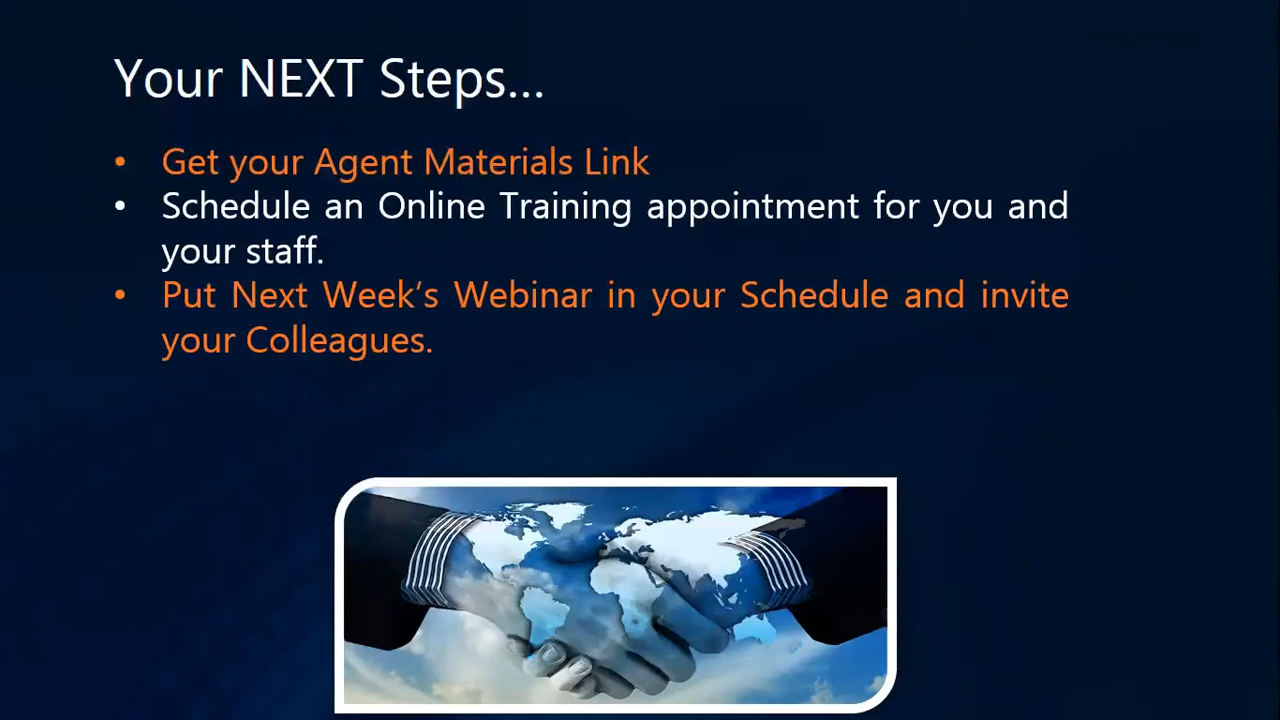 Your NEXT Steps...
• Get your Agent Materials Link
• Schedule an Online Training appointment for you and
your staff.
• Put Next Week's Webinar in your Schedule and invite
your Colleagues.